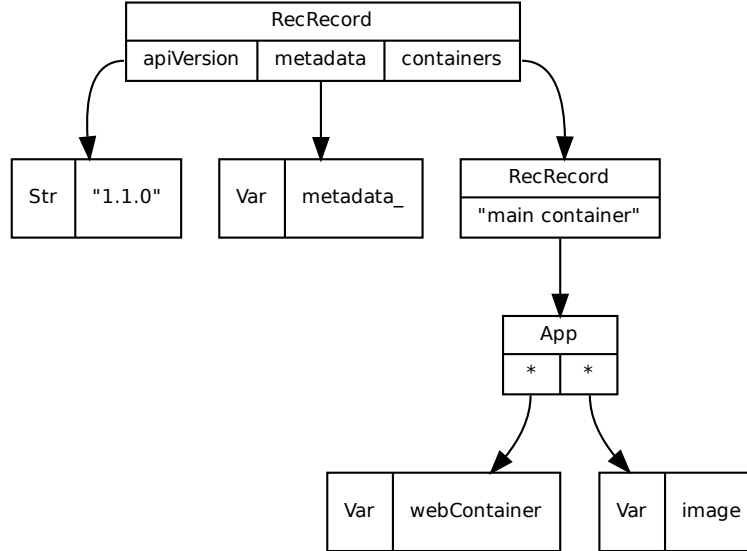 RecRecord
apiVersion metadata containers
Str "1.1.0"
Var metadata_
RecRecord
"main container"
App
* *
Var webContainer
Var image